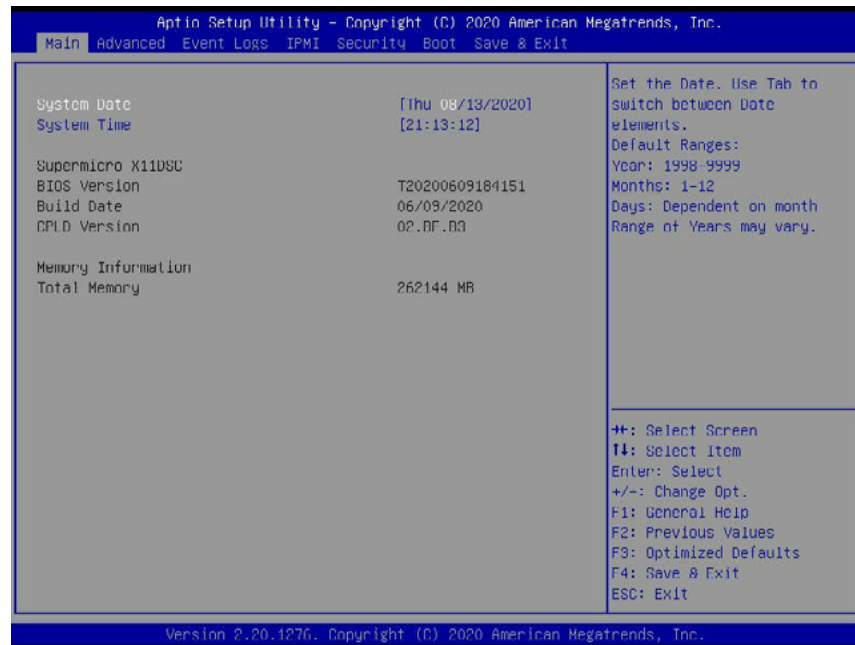 Aptio Setup Utility - Copyright (C) 2020 American Megatrends, Inc.
Main Advanced Event Logs IPMI Security Boot Save & Exit
System Date [Thu 08/13/2020]
System Time [21:13:12]
Supermicro X11DSC
BIOS Version T20200609184151
Build Date 06/09/2020
CPLD Version
Memory Information
Total Memory 262144 MB
Set the Date. Use Tab to
switch between Date
elements.
Default Ranges:
Year: 1998-9999
Months: 1-12
Days: Dependent on month
Range of Years may vary.
→←: Select Screen
↑↓: Select Item
Enter: Select
+/-: Change Opt.
F1: General Help
F2: Previous Values
F3: Optimized Defaults
F4: Save & Exit
ESC: Exit
Version 2.20.1276. Copyright (C) 2020 American Megatrends, Inc.